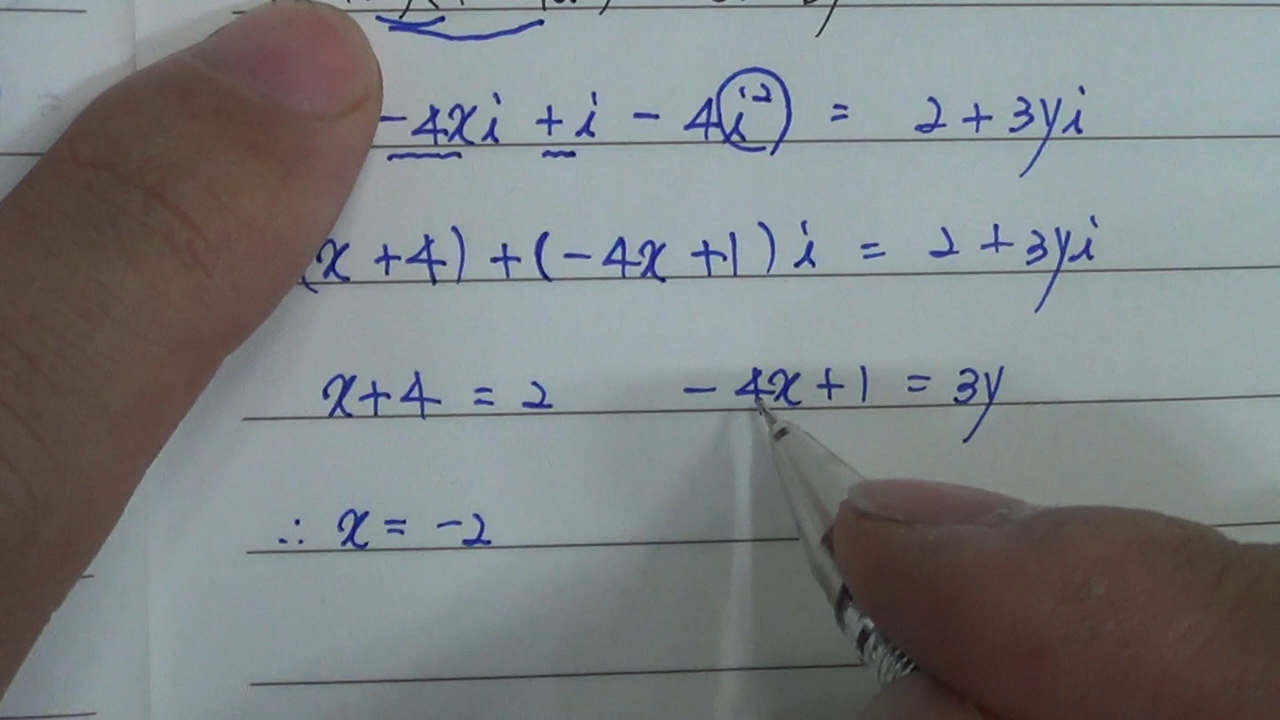 -4xi + i - 4i² = 2 + 3yi
(x + 4) + (-4x + 1)i = 2 + 3yi
x + 4 = 2 -4x + 1 = 3y
∴ x = -2